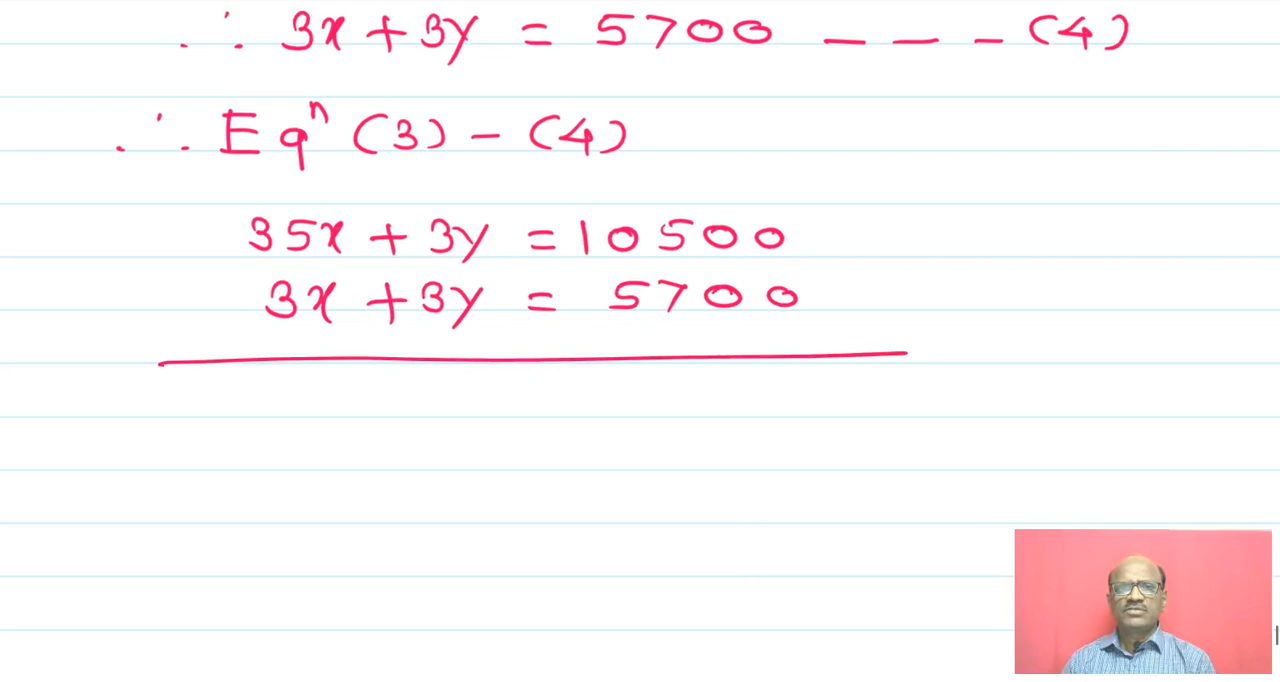 ∴ 3x + 3y = 5700 — — — (4)
∴ Eqⁿ (3) - (4)
35x + 3y = 10500
3x + 3y = 5700